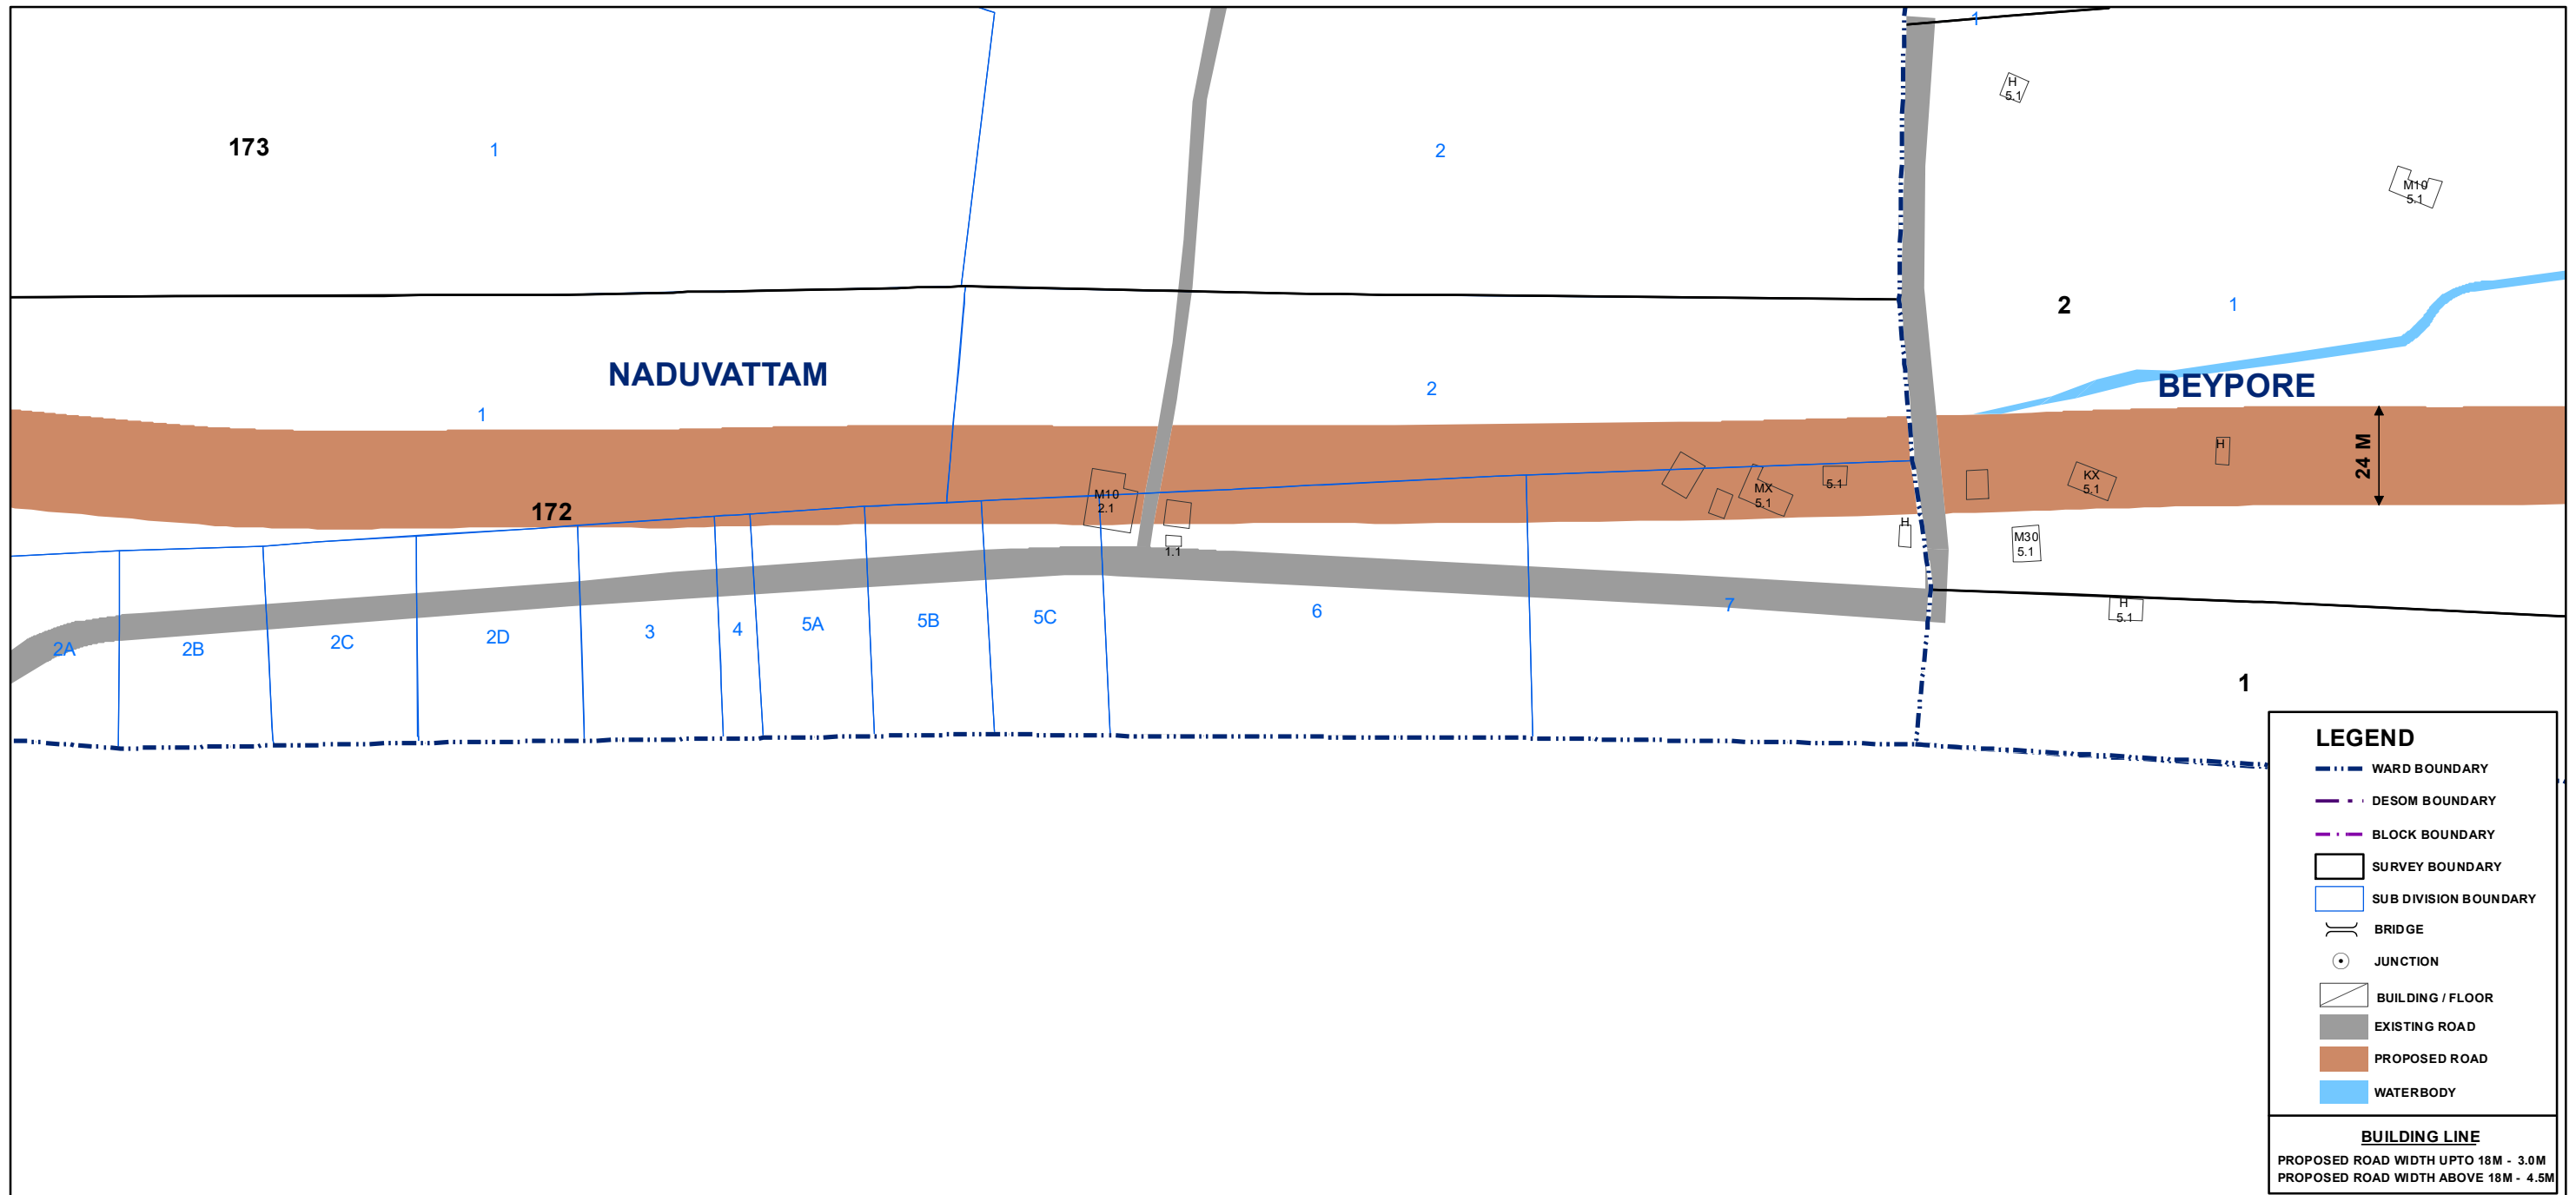 1
H
5.1
173
1
2
M10
5.1
2
1
NADUVATTAM
BEYPORE
1
2
24 M
H
KX
5.1
MX
5.1
5.1
M10
2.1
172
H
M30
5.1
1.1
2A
2B
2C
2D
3
4
5A
5B
5C
6
7
H
5.1
1
LEGEND
WARD BOUNDARY
DESOM BOUNDARY
BLOCK BOUNDARY
SURVEY BOUNDARY
SUB DIVISION BOUNDARY
BRIDGE
JUNCTION
BUILDING / FLOOR
EXISTING ROAD
PROPOSED ROAD
WATERBODY
BUILDING LINE
PROPOSED ROAD WIDTH UPTO 18M - 3.0M
PROPOSED ROAD WIDTH ABOVE 18M - 4.5M